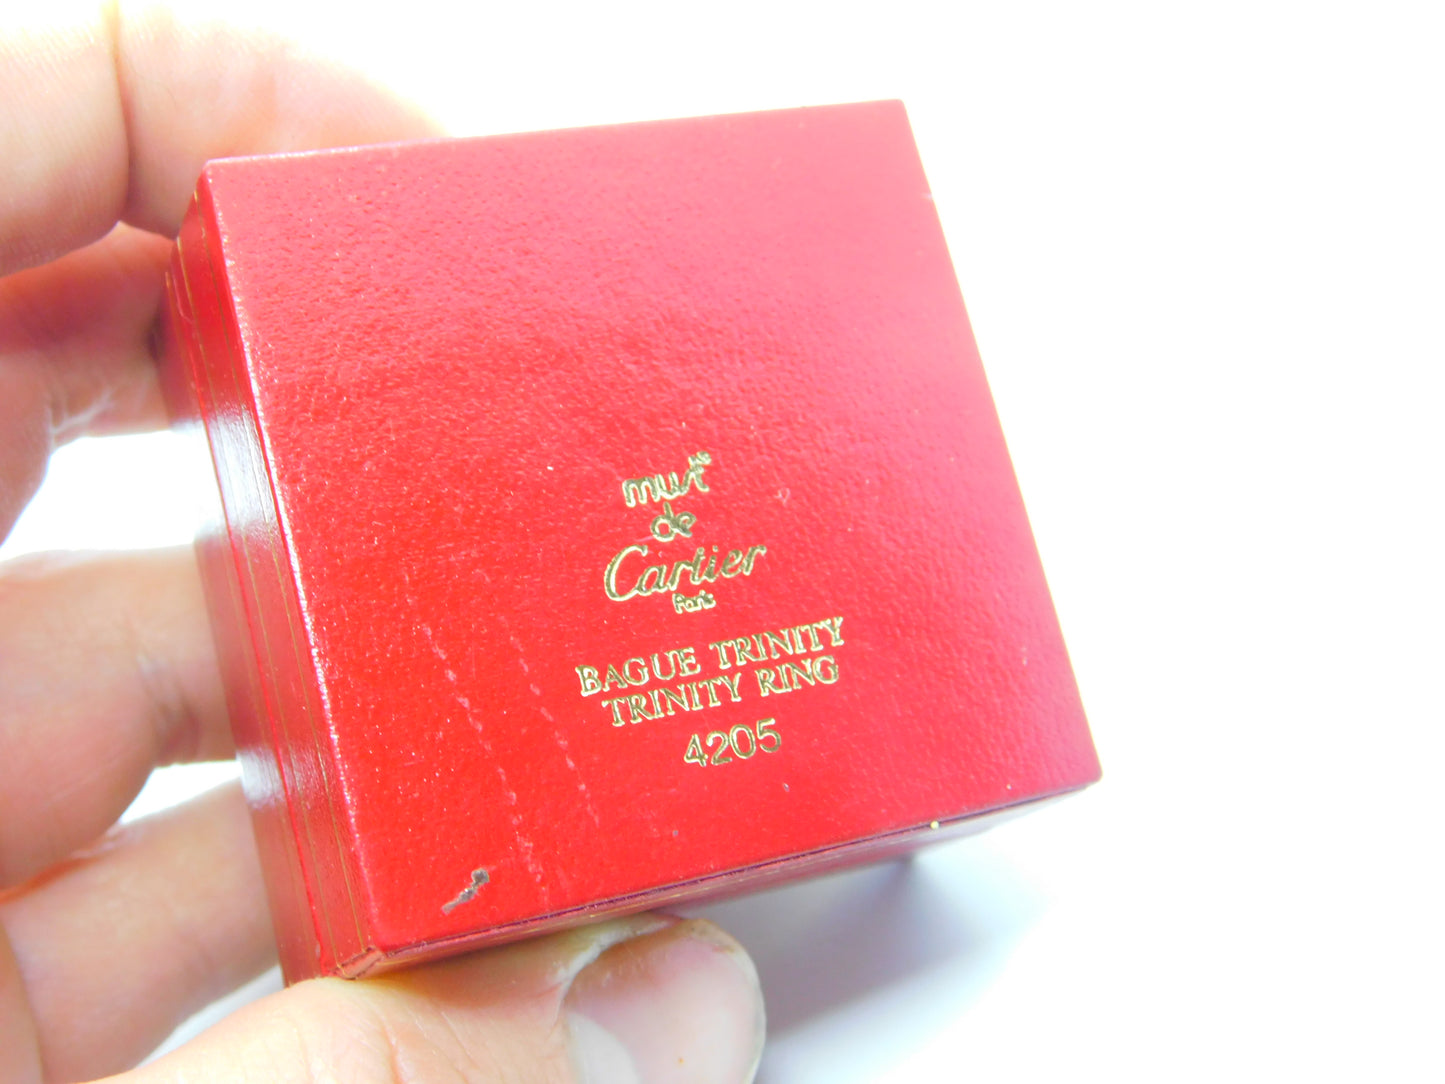 must
de
Cartier
Paris
BAGUE TRINITY
TRINITY RING
4205